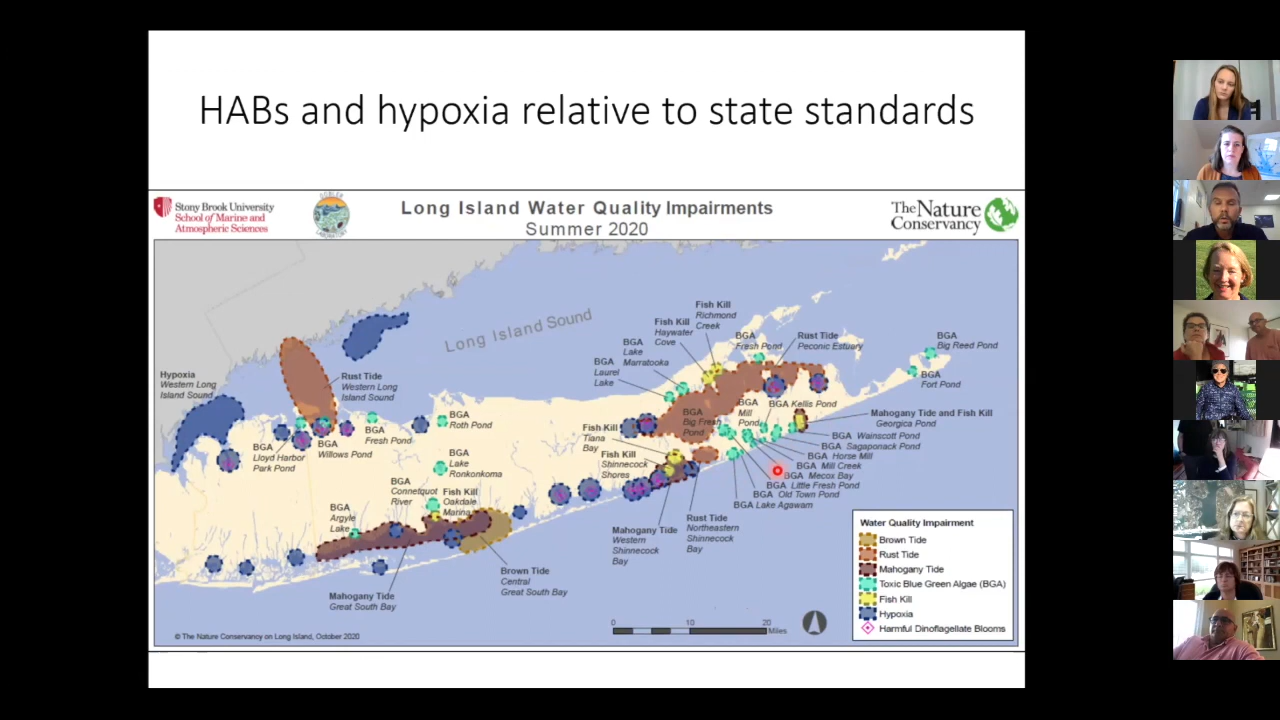 HABs and hypoxia relative to state standards
Stony Brook University
School of Marine and
Atmospheric Sciences
Long Island Water Quality Impairments
Summer 2020
The Nature
Conservancy
Long Island Sound
Hypoxia
Western Long
Island Sound
Rust Tide
Western Long
Island Sound
BGA
Lloyd Harbor
Park Pond
BGA
Willows Pond
BGA
Fresh Pond
BGA
Roth Pond
BGA
Lake
Ronkonkoma
BGA
Connetquot
River
Fish Kill
Oakdale
Marina
BGA
Argyle
Lake
Mahogany Tide
Great South Bay
Brown Tide
Central
Great South Bay
Fish Kill
Richmond
Creek
Fish Kill
Haywater
Cove
BGA
Lake
Marratooka
BGA
Laurel
Lake
BGA
Fresh Pond
Rust Tide
Peconic Estuary
BGA
Big Reed Pond
BGA
Fort Pond
BGA
Big Fresh
Pond
BGA
Mill
Pond
BGA Kellis Pond
Mahogany Tide and Fish Kill
Georgica Pond
BGA Wainscott Pond
BGA Sagaponack Pond
BGA Horse Mill
BGA Mill Creek
BGA Mecox Bay
BGA Little Fresh Pond
BGA Old Town Pond
BGA Lake Agawam
Fish Kill
Tiana
Bay
Fish Kill
Shinnecock
Shores
Mahogany Tide
Western
Shinnecock
Bay
Rust Tide
Northeastern
Shinnecock
Bay
Water Quality Impairment
Brown Tide
Rust Tide
Mahogany Tide
Toxic Blue Green Algae (BGA)
Fish Kill
Hypoxia
Harmful Dinoflagellate Blooms
0 10 20
Miles
© The Nature Conservancy on Long Island, October 2020